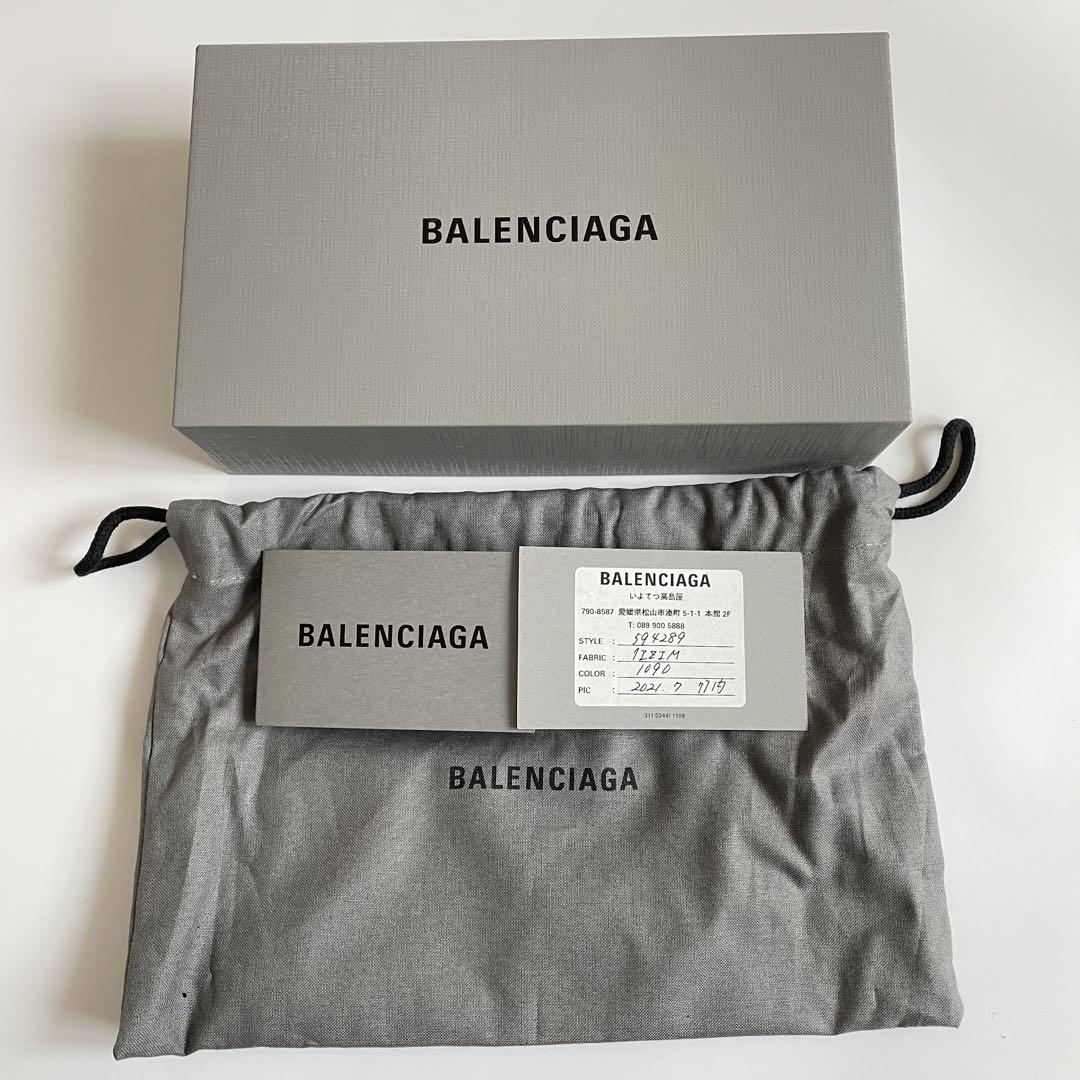 BALENCIAGA
BALENCIAGA
BALENCIAGA
いよてつ髙島屋
790-8587 愛媛県松山市湊町 5-1-1 本館 2F
T: 089 900 5888
STYLE : 594289
FABRIC : 1IZIM
COLOR : 1090
PIC : 2021. 7
311 02441 1108
BALENCIAGA